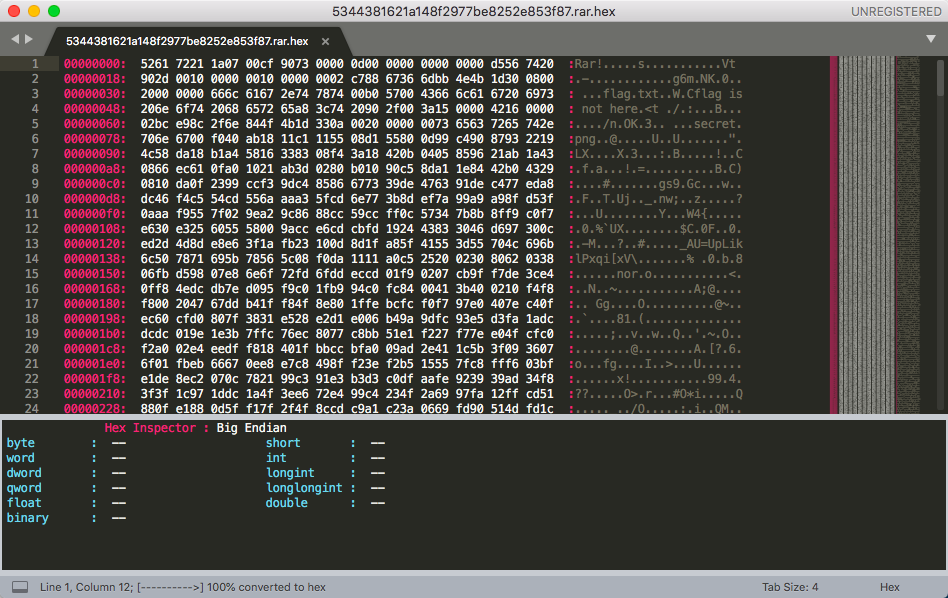 5344381621a148f2977be8252e853f87.rar.hex
UNREGISTERED
5344381621a148f2977be8252e853f87.rar.hex ×
1 00000000: 5261 7221 1a07 00cf 9073 0000 0d00 0000 0000 0000 d556 7420 :Rar!.....s..........Vt
2 00000018: 902d 0010 0000 0010 0000 0002 c788 6736 6dbb 4e4b 1d30 0800 :.-............g6m.NK.0..
3 00000030: 2000 0000 666c 6167 2e74 7874 00b0 5700 4366 6c61 6720 6973 : ...flag.txt..W.Cflag is
4 00000048: 206e 6f74 2068 6572 65a8 3c74 2090 2f00 3a15 0000 4216 0000 : not here.<t ./.:...B...
5 00000060: 02bc e98c 2f6e 844f 4b1d 330a 0020 0000 0073 6563 7265 742e :..../n.OK.3.. ...secret.
6 00000078: 706e 6700 f040 ab18 11c1 1155 08d1 5580 0d99 c490 8793 2219 :png..@.....U..U.......".
7 00000090: 4c58 da18 b1a4 5816 3383 08f4 3a18 420b 0405 8596 21ab 1a43 :LX....X.3...:.B.....!..C
8 000000a8: 0866 ec61 0fa0 1021 ab3d 0280 b010 90c5 8da1 1e84 42b0 4329 :.f.a...!.=..........B.C)
9 000000c0: 0810 da0f 2399 ccf3 9dc4 8586 6773 39de 4763 91de c477 eda8 :....#.......gs9.Gc...w..
10 000000d8: dc46 f4c5 54cd 556a aaa3 5fcd 6e77 3b8d ef7a 99a9 a98f d53f :.F..T.Uj.._.nw;..z.....?
11 000000f0: 0aaa f955 7f02 9ea2 9c86 88cc 59cc ff0c 5734 7b8b 8ff9 c0f7 :...U........Y...W4{.....
12 00000108: e630 e325 6055 5800 9acc e6cd cbfd 1924 4383 3046 d697 300c :.0.%`UX........$C.0F..0.
13 00000120: ed2d 4d8d e8e6 3f1a fb23 100d 8d1f a85f 4155 3d55 704c 696b :.-M...?..#....._AU=UpLik
14 00000138: 6c50 7871 695b 7856 5c08 f0da 1111 a0c5 2520 0230 8062 0338 :lPxqi[xV\.......% .0.b.8
15 00000150: 06fb d598 07e8 6e6f 72fd 6fdd eccd 01f9 0207 cb9f f7de 3ce4 :......nor.o...........<.
16 00000168: 0ff8 4edc db7e d095 f9c0 1fb9 94c0 fc84 0041 3b40 0210 f4f8 :..N..~...........A;@....
17 00000180: f800 2047 67dd b41f f84f 8e80 1ffe bcfc f0f7 97e0 407e c40f :.. Gg....O..........@~..
18 00000198: ec60 cfd0 807f 3831 e528 e2d1 e006 b49a 9dfc 93e5 d3fa 1adc :.`....81.(..............
19 000001b0: dcdc 019e 1e3b 7ffc 76ec 8077 c8bb 51e1 f227 f77e e04f cfc0 :.....;..v..w..Q..'.~.O..
20 000001c8: f2a0 02e4 eedf f818 401f bbcc bfa0 09ad 2e41 1c5b 3f09 3607 :........@........A.[?.6.
21 000001e0: 6f01 fbeb 6667 0ee8 e7c8 498f f23e f2b5 1555 7fc8 fff6 03bf :o...fg....I..>...U......
22 000001f8: e1de 8ec2 070c 7821 99c3 91e3 b3d3 c0df aafe 9239 39ad 34f8 :......x!...........99.4.
23 00000210: 3f3f 1c97 1ddc 1a4f 3ee6 72e4 99c4 234f 2a69 97fa 12ff cd51 :??.....O>.r...#O*i.....Q
24 00000228: 880f e188 0d5f f17f 2f4f 8ccd c9a1 c23a 0669 fd90 514d fd1c
Hex Inspector : Big Endian
byte : -- short : --
word : -- int : --
dword : -- longint : --
qword : -- longlongint : --
float : -- double : --
binary : --
Line 1, Column 12; [---------->] 100% converted to hex
Tab Size: 4
Hex